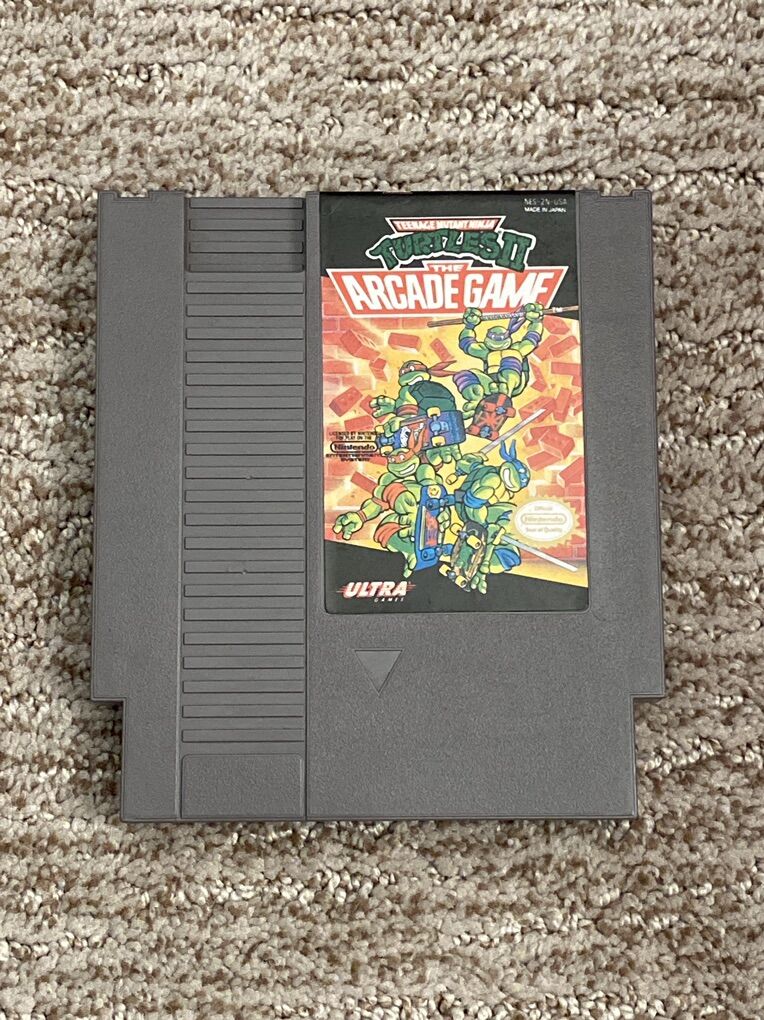 NES-2N-USA
MADE IN JAPAN
TEENAGE MUTANT NINJA
TURTLES II
THE
ARCADE GAME
TM
LICENSED BY NINTENDO
FOR PLAY ON THE
Nintendo
ENTERTAINMENT
SYSTEM
Official
Nintendo
Seal of Quality
ULTRA
GAMES